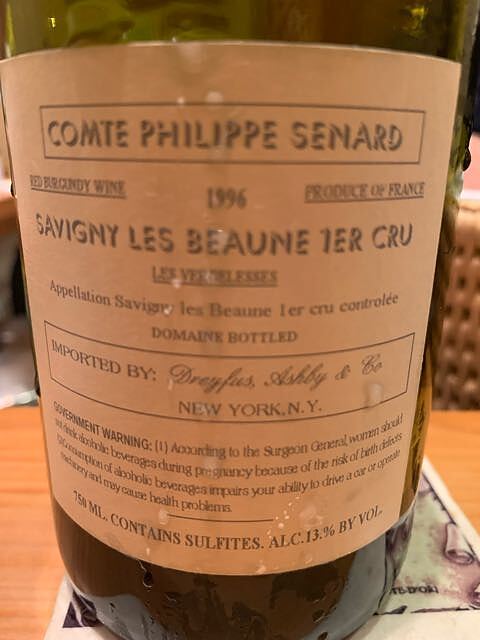 COMTE PHILIPPE SENARD
RED BURGUNDY WINE
1996
PRODUCE OF FRANCE
SAVIGNY LES BEAUNE 1ER CRU
LES VERGELESSES
Appellation Savigny les Beaune 1er cru controlée
DOMAINE BOTTLED
IMPORTED BY: Dreyfus, Ashby & Co
NEW YORK, N.Y.
GOVERNMENT WARNING: (1) According to the Surgeon General, women should
not drink alcoholic beverages during pregnancy because of the risk of birth defects
(2) Consumption of alcoholic beverages impairs your ability to drive a car or operate
machinery and may cause health problems.
750 ML. CONTAINS SULFITES. ALC.13.% BY VOL.